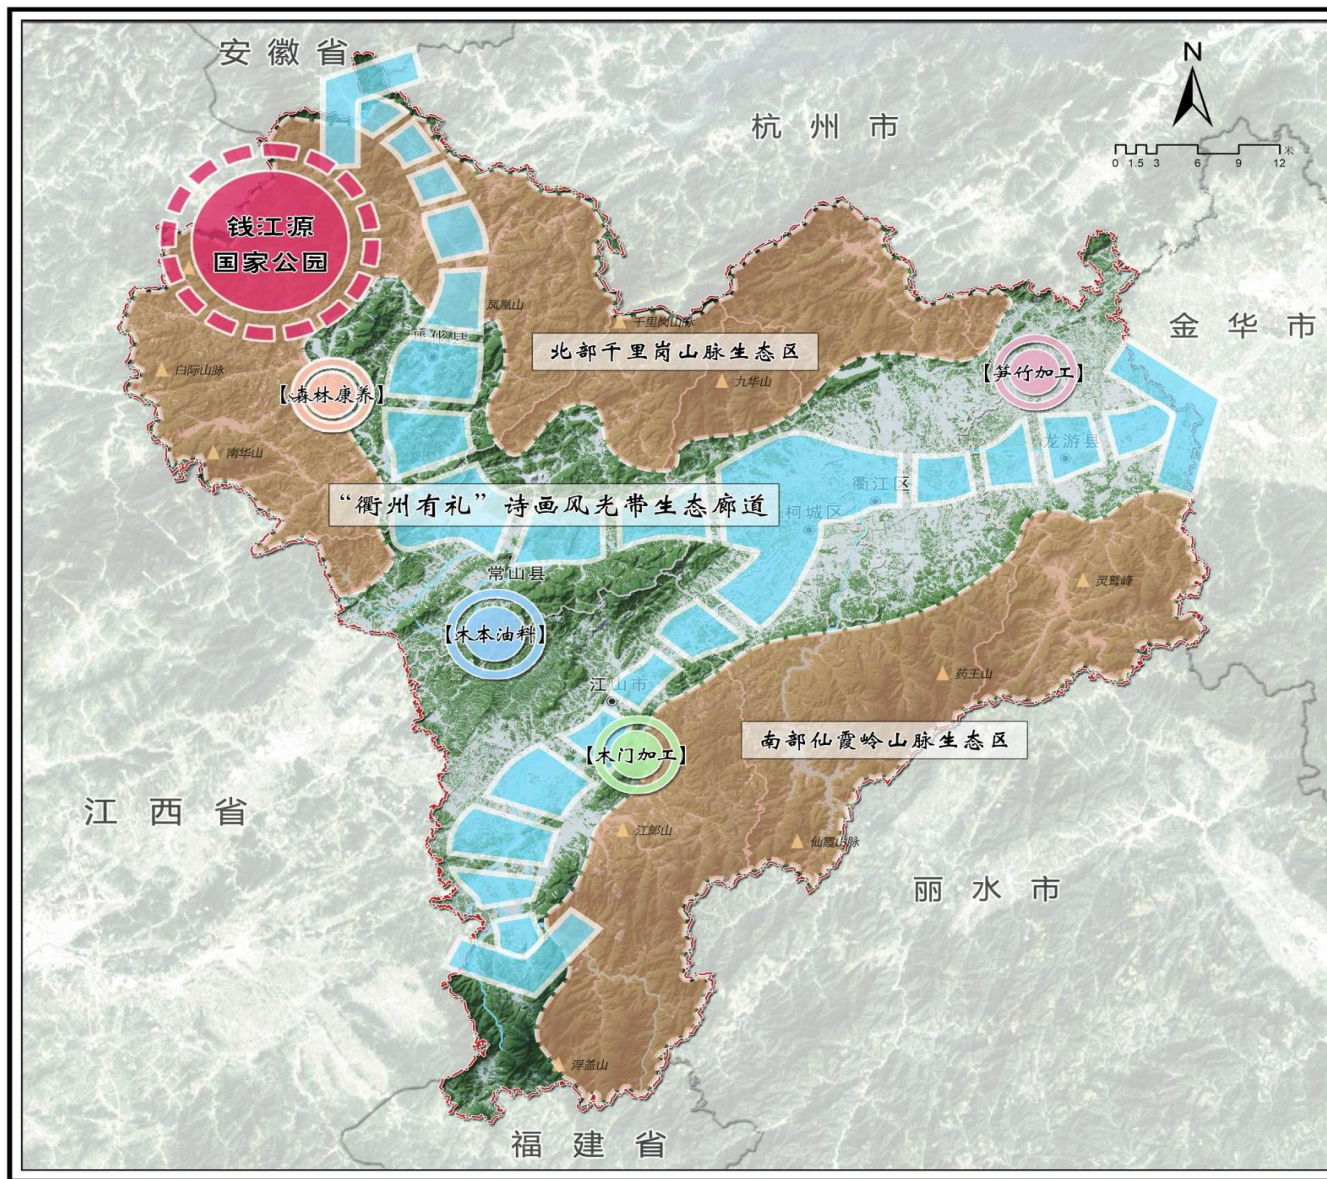 安徽省
N
杭州市
米
0 1.5 3 6 9 12
钱江源
国家公园
金华市
凤凰山
千里岗山脉
北部千里岗山脉生态区
白际山脉
【森林康养】
九华山
【笋竹加工】
南华山
龙游县
衢江区
“衢州有礼”诗画风光带生态廊道
柯城区
常山县
灵鹫峰
【木本油料】
药王山
江山市
南部仙霞岭山脉生态区
【木门加工】
江西省
江郎山
仙霞山脉
丽水市
浮盖山
福建省